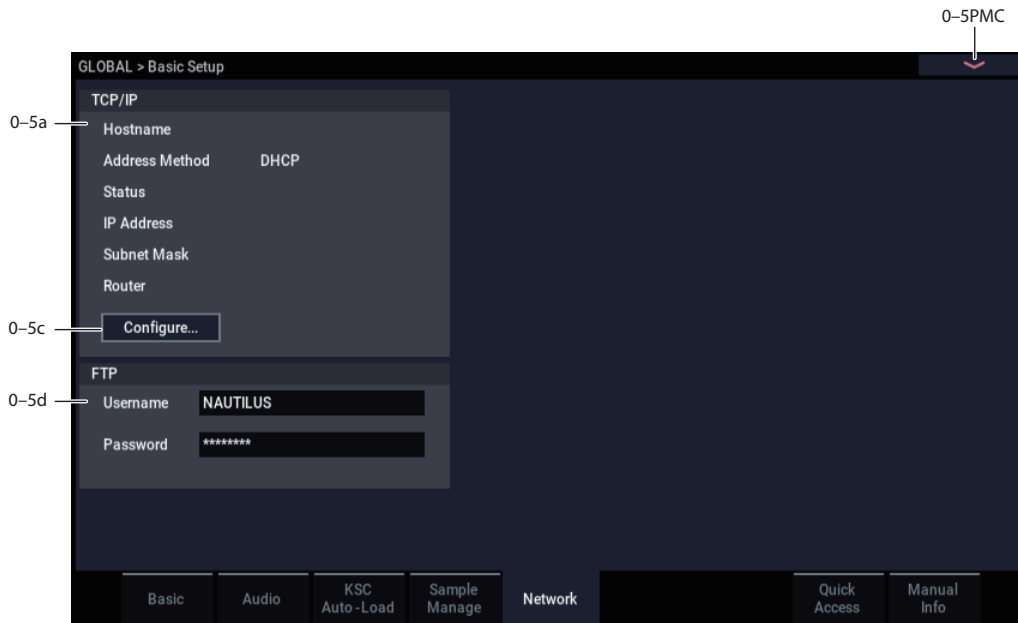 0–5PMC
GLOBAL > Basic Setup
TCP/IP
0–5a
Hostname
Address Method DHCP
Status
IP Address
Subnet Mask
Router
0–5c
Configure...
FTP
0–5d
Username NAUTILUS
Password ********
Basic
Audio
KSC
Auto-Load
Sample
Manage
Network
Quick
Access
Manual
Info